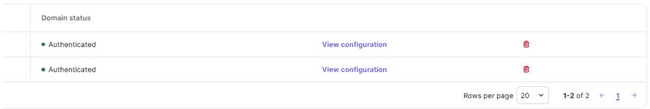 Domain status
Authenticated View configuration
Authenticated View configuration
Rows per page 20 1-2 of 2 1